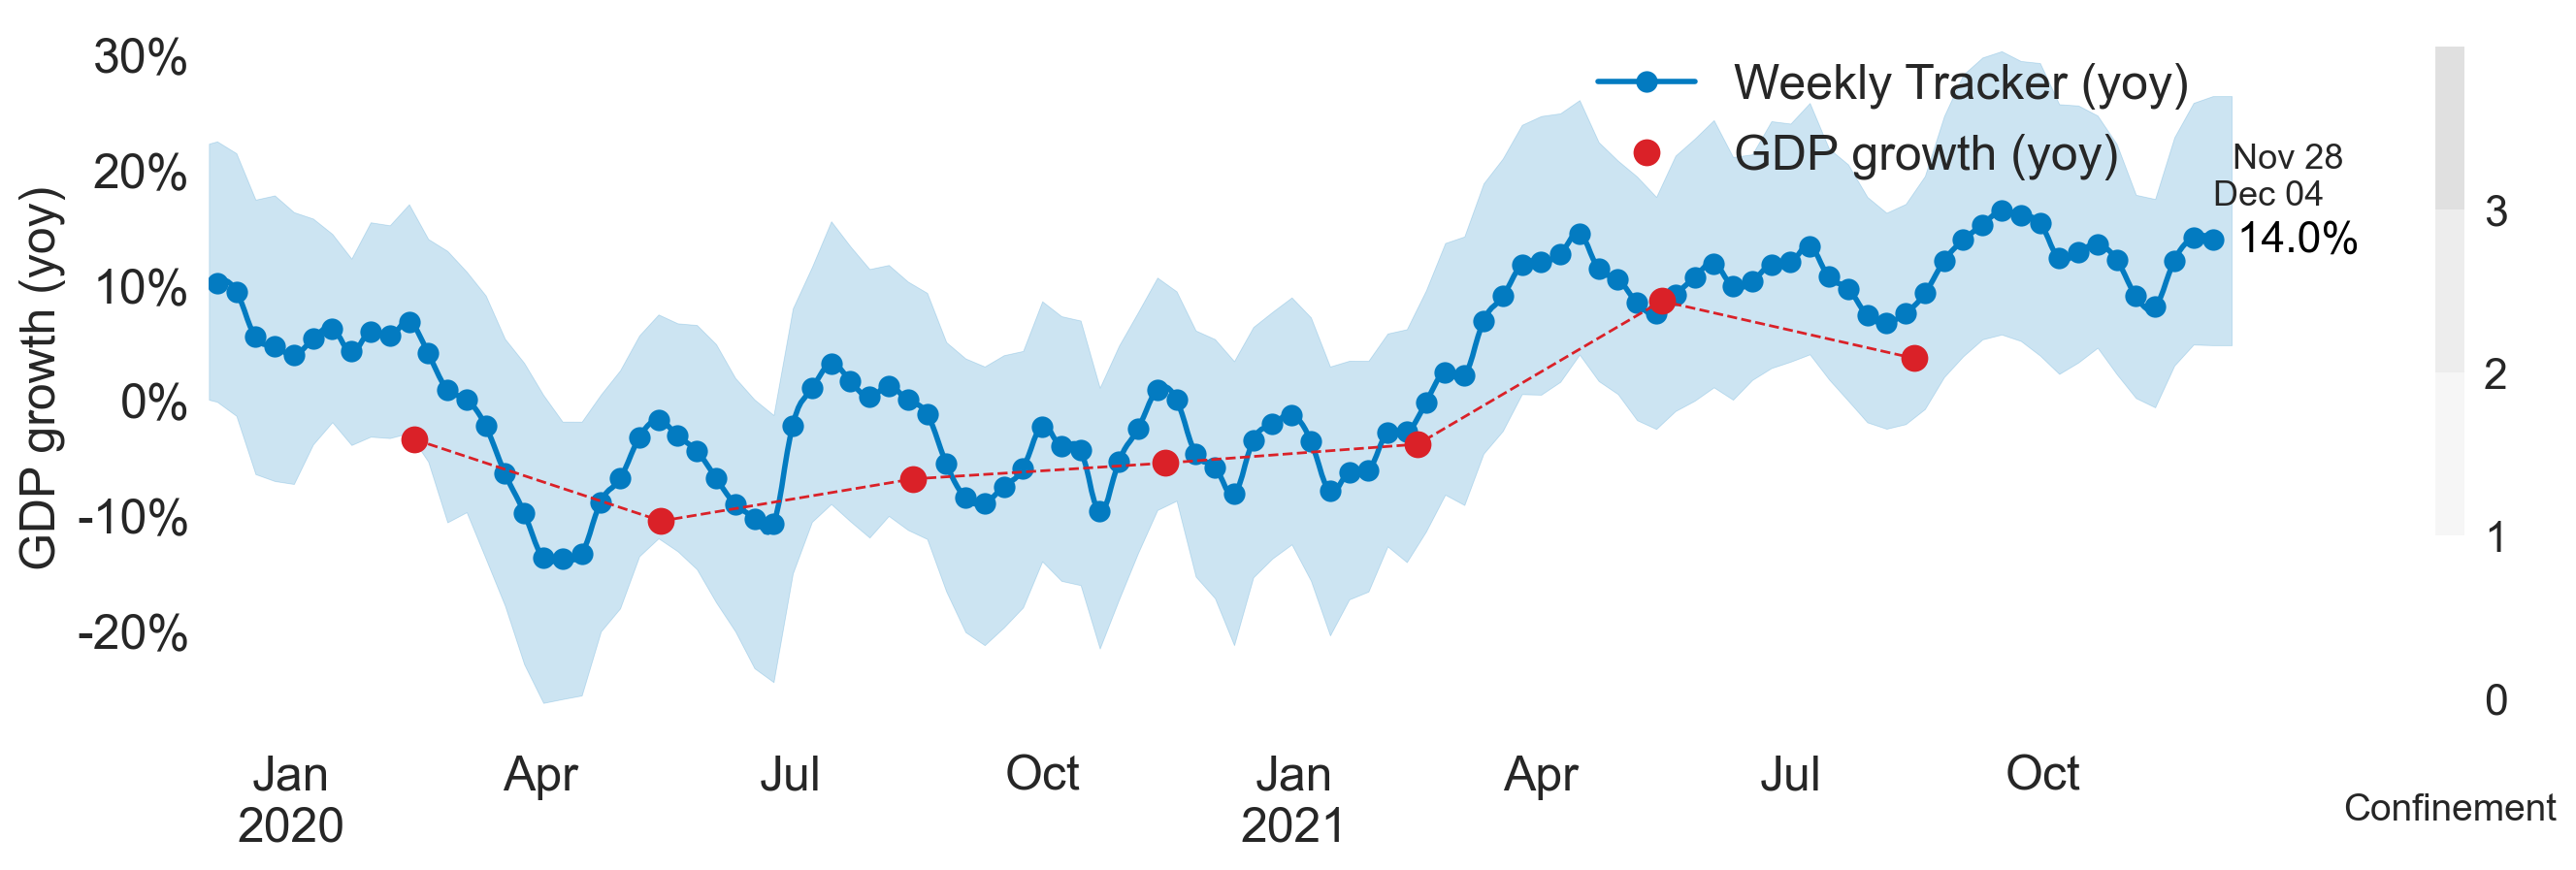 GDP growth (yoy)
30%
20%
10%
0%
-10%
-20%
Weekly Tracker (yoy)
GDP growth (yoy)
Nov 28
Dec 04
14.0%
3
2
1
0
Jan
2020
Apr
Jul
Oct
Jan
2021
Apr
Jul
Oct
Confinement